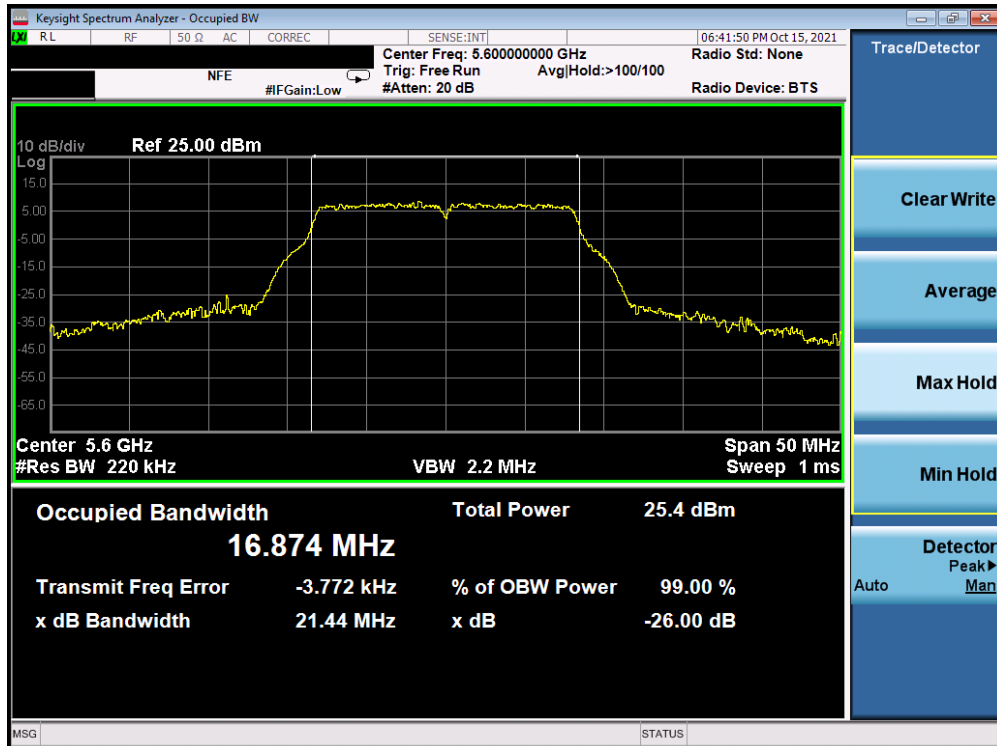 Keysight Spectrum Analyzer - Occupied BW
LXI RL RF 50 Ω AC CORREC SENSE:INT 06:41:50 PM Oct 15, 2021
Center Freq: 5.600000000 GHz Radio Std: None
NFE Trig: Free Run Avg|Hold:>100/100
#IFGain:Low #Atten: 20 dB Radio Device: BTS
Trace/Detector
10 dB/div Ref 25.00 dBm
Log
15.0
5.00
-5.00
-15.0
-25.0
-35.0
-45.0
-55.0
-65.0
Center 5.6 GHz Span 50 MHz
#Res BW 220 kHz VBW 2.2 MHz Sweep 1 ms
Occupied Bandwidth Total Power 25.4 dBm
16.874 MHz
Transmit Freq Error -3.772 kHz % of OBW Power 99.00 %
x dB Bandwidth 21.44 MHz x dB -26.00 dB
Clear Write
Average
Max Hold
Min Hold
Detector
Peak▶
Auto Man
MSG STATUS